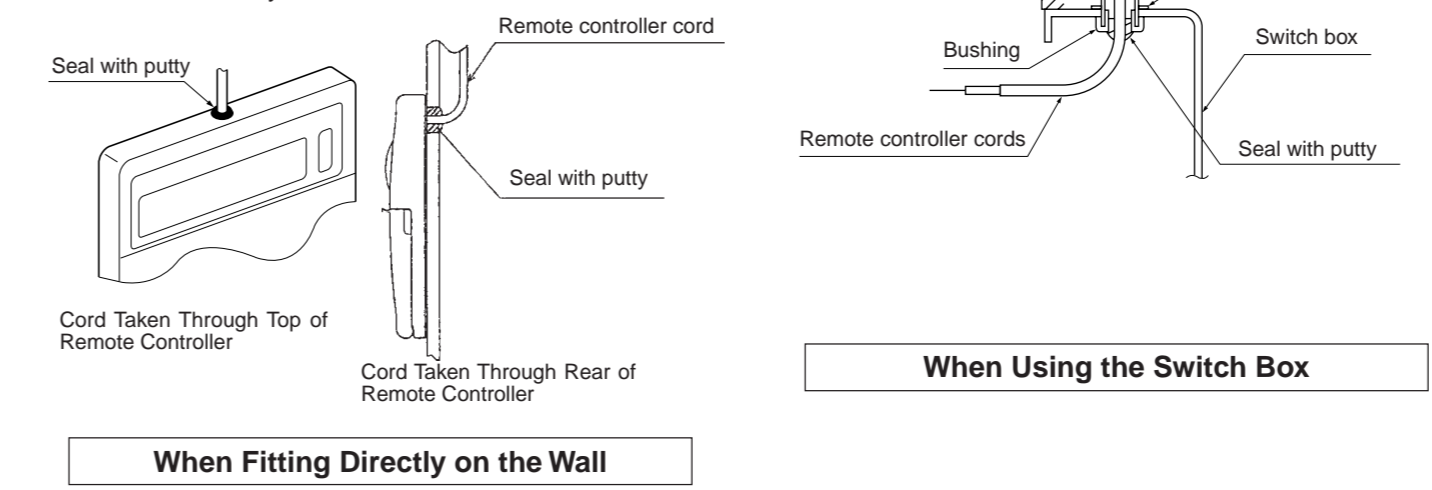 Remote controller cord
Seal with putty
Seal with putty
Cord Taken Through Top of
Remote Controller
Cord Taken Through Rear of
Remote Controller
When Fitting Directly on the Wall
Bushing
Switch box
Remote controller cords
Seal with putty
When Using the Switch Box